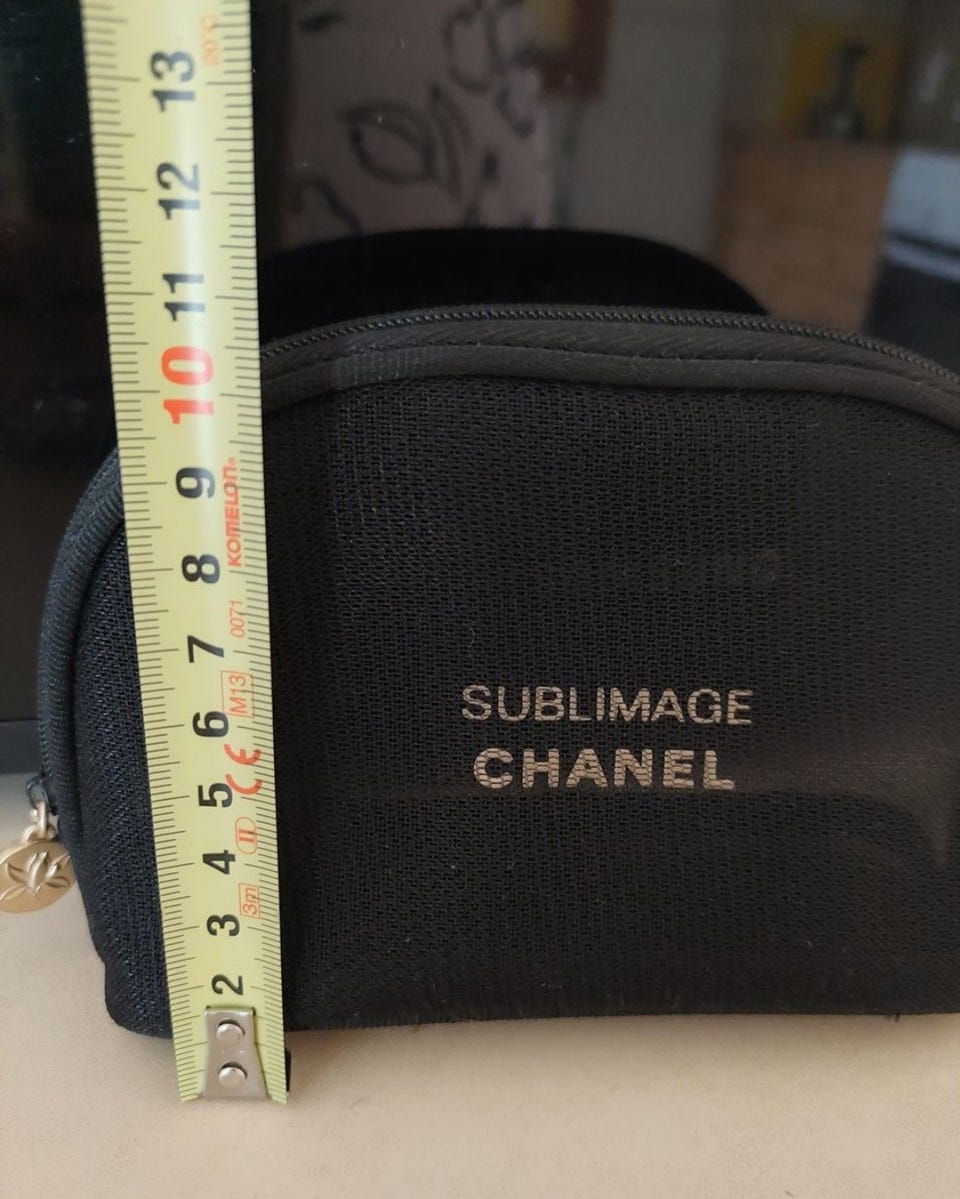 20°C
13
12
11
10
9
KOMELON®
8
0071
7
M13
6
CE
5
II
4
3m
3
2
SUBLIMAGE
CHANEL